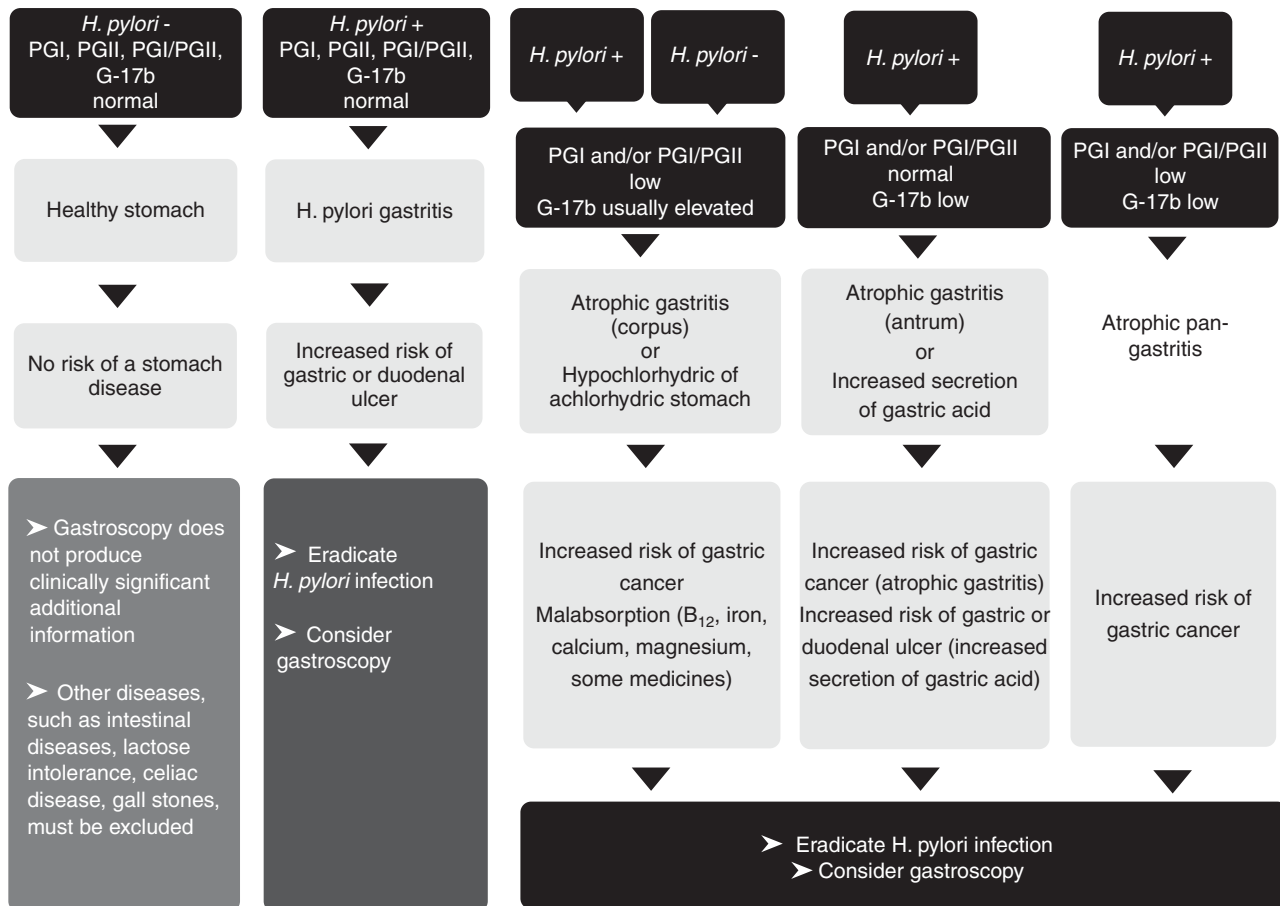 H. pylori -
PGI, PGII, PGI/PGII,
G-17b
normal
Healthy stomach
No risk of a stomach
disease
➤ Gastroscopy does
not produce
clinically significant
additional
information
➤ Other diseases,
such as intestinal
diseases, lactose
intolerance, celiac
disease, gall stones,
must be excluded
H. pylori +
PGI, PGII, PGI/PGII,
G-17b
normal
H. pylori gastritis
Increased risk of
gastric or duodenal
ulcer
➤ Eradicate
H. pylori infection
➤ Consider
gastroscopy
H. pylori +
H. pylori -
PGI and/or PGI/PGII
low
G-17b usually elevated
Atrophic gastritis
(corpus)
or
Hypochlorhydric of
achlorhydric stomach
Increased risk of gastric
cancer
Malabsorption (B₁₂, iron,
calcium, magnesium,
some medicines)
H. pylori +
PGI and/or PGI/PGII
normal
G-17b low
Atrophic gastritis
(antrum)
or
Increased secretion
of gastric acid
Increased risk of gastric
cancer (atrophic gastritis)
Increased risk of gastric or
duodenal ulcer (increased
secretion of gastric acid)
H. pylori +
PGI and/or PGI/PGII
low
G-17b low
Atrophic pan-
gastritis
Increased risk of
gastric cancer
➤ Eradicate H. pylori infection
➤ Consider gastroscopy